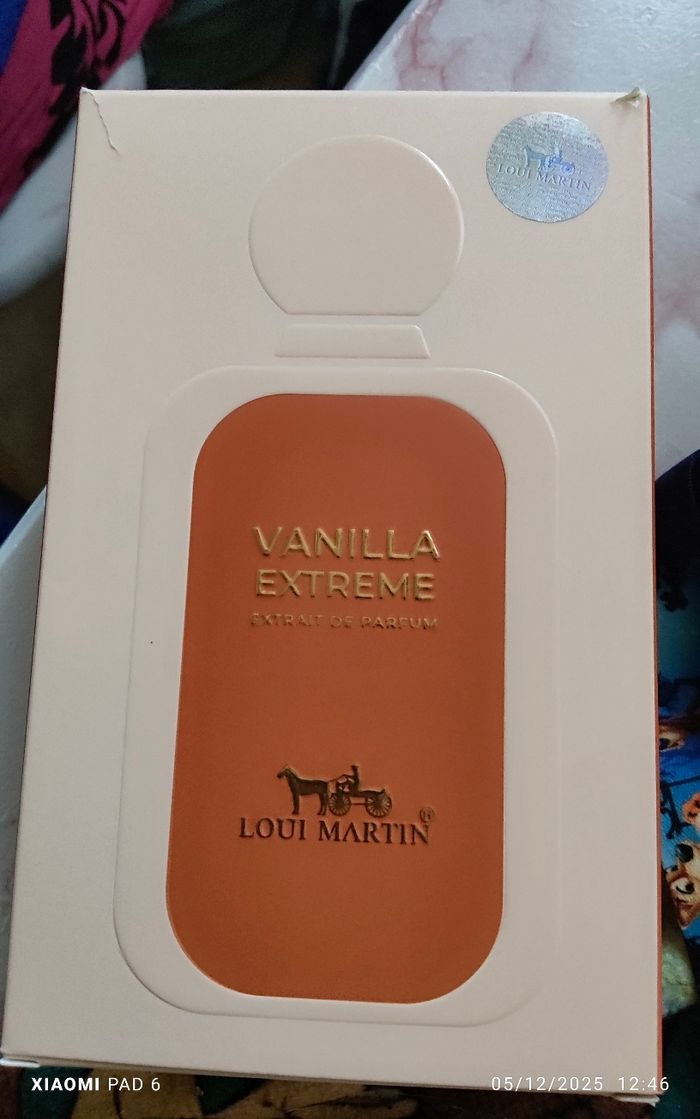 LOUI MARTIN
VANILLA
EXTREME
EXTRAIT DE PARFUM
LOUI MARTIN®
XIAOMI PAD 6
05/12/2025 12:46